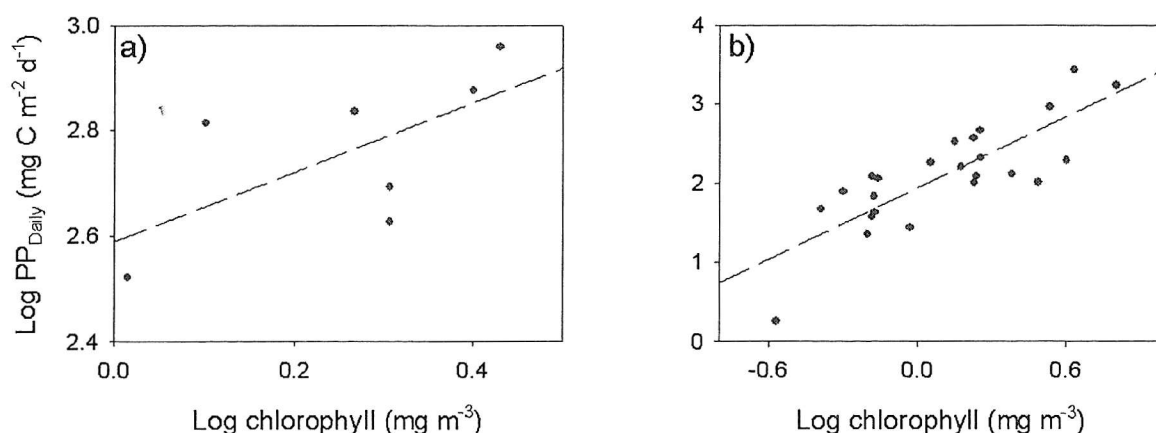 a)
3.0
2.8
2.6
2.4
0.0 0.2 0.4
Log PP_Daily (mg C m⁻² d⁻¹)
Log chlorophyll (mg m⁻³)
b)
4
3
2
1
0
-0.6 0.0 0.6
Log chlorophyll (mg m⁻³)